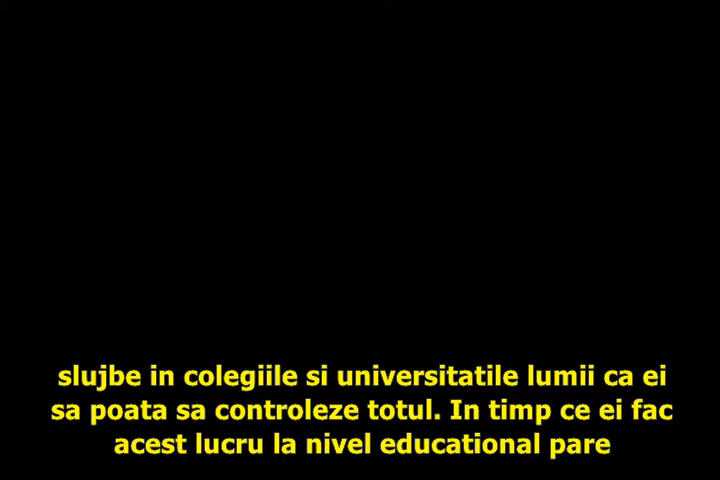 slujbe in colegiile si universitatile lumii ca ei
sa poata sa controleze totul. In timp ce ei fac
acest lucru la nivel educational pare